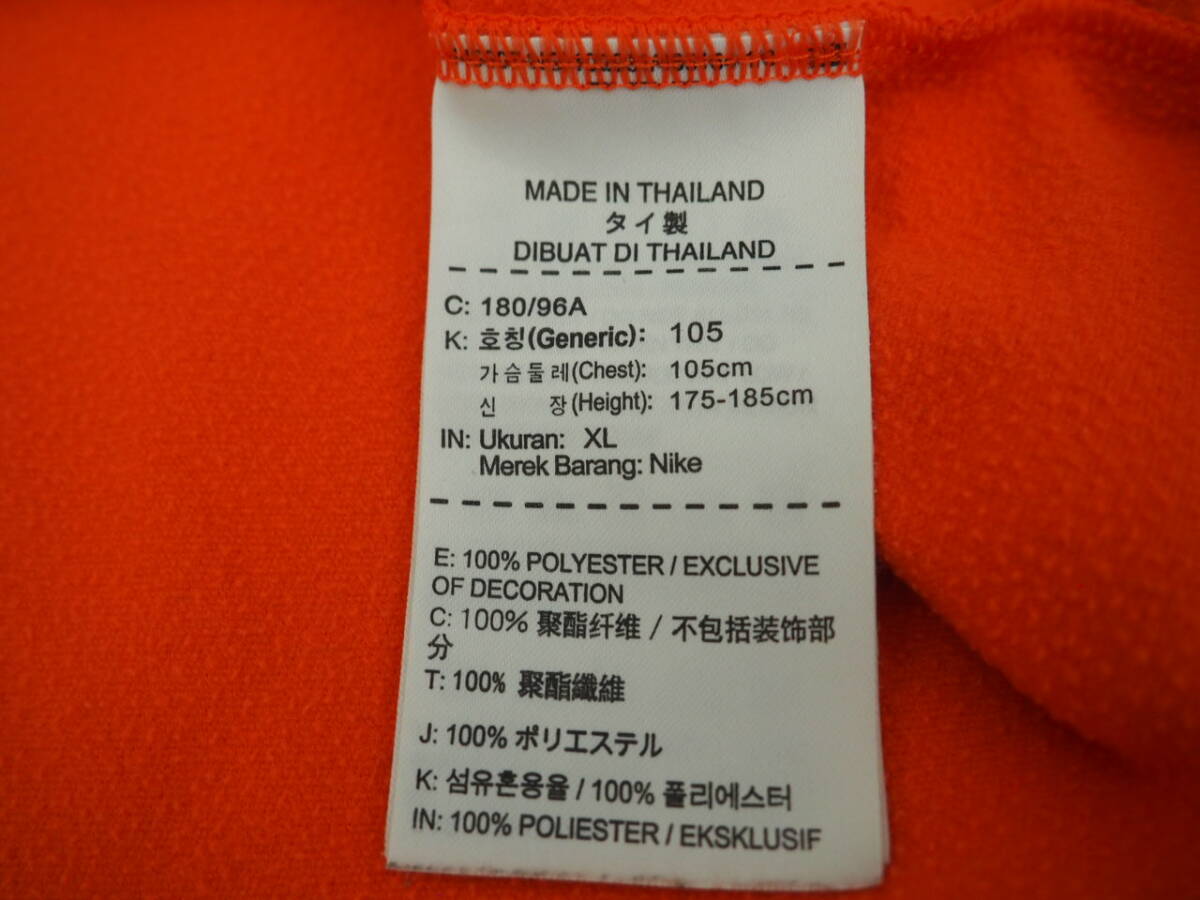 MADE IN THAILAND
タイ製
DIBUAT DI THAILAND
C: 180/96A
K: 호칭(Generic): 105
가슴둘레(Chest): 105cm
신 장(Height): 175-185cm
IN: Ukuran: XL
Merek Barang: Nike
E: 100% POLYESTER / EXCLUSIVE
OF DECORATION
C: 100% 聚酯纤维 / 不包括装饰部
分
T: 100% 聚酯纖維
J: 100% ポリエステル
K: 섬유혼용율 / 100% 폴리에스터
IN: 100% POLIESTER / EKSKLUSIF